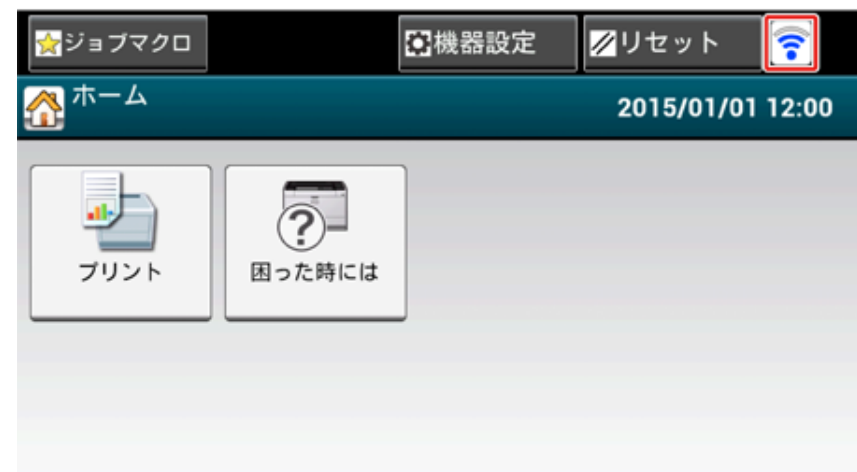 ジョブマクロ 機器設定 リセット
ホーム 2015/01/01 12:00
プリント 困った時には